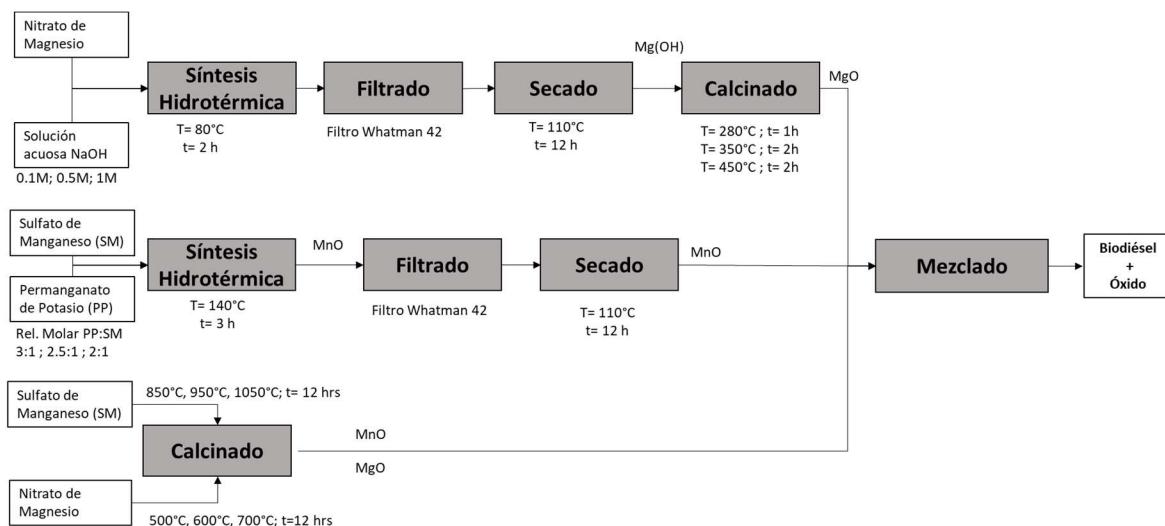 Nitrato de
Magnesio
Solución
acuosa NaOH
0.1M; 0.5M; 1M
Síntesis
Hidrotérmica
T= 80°C
t= 2 h
Filtrado
Filtro Whatman 42
Secado
T= 110°C
t= 12 h
Mg(OH)
Calcinado
T= 280°C ; t= 1h
T= 350°C ; t= 2h
T= 450°C ; t= 2h
MgO
Sulfato de
Manganeso (SM)
Permanganato
de Potasio (PP)
Rel. Molar PP:SM
3:1 ; 2.5:1 ; 2:1
Síntesis
Hidrotérmica
T= 140°C
t= 3 h
MnO
Filtrado
Filtro Whatman 42
Secado
T= 110°C
t= 12 h
MnO
Mezclado
Biodiésel
+
Óxido
Sulfato de
Manganeso (SM)
850°C, 950°C, 1050°C; t= 12 hrs
Calcinado
MnO
MgO
Nitrato de
Magnesio
500°C, 600°C, 700°C; t=12 hrs